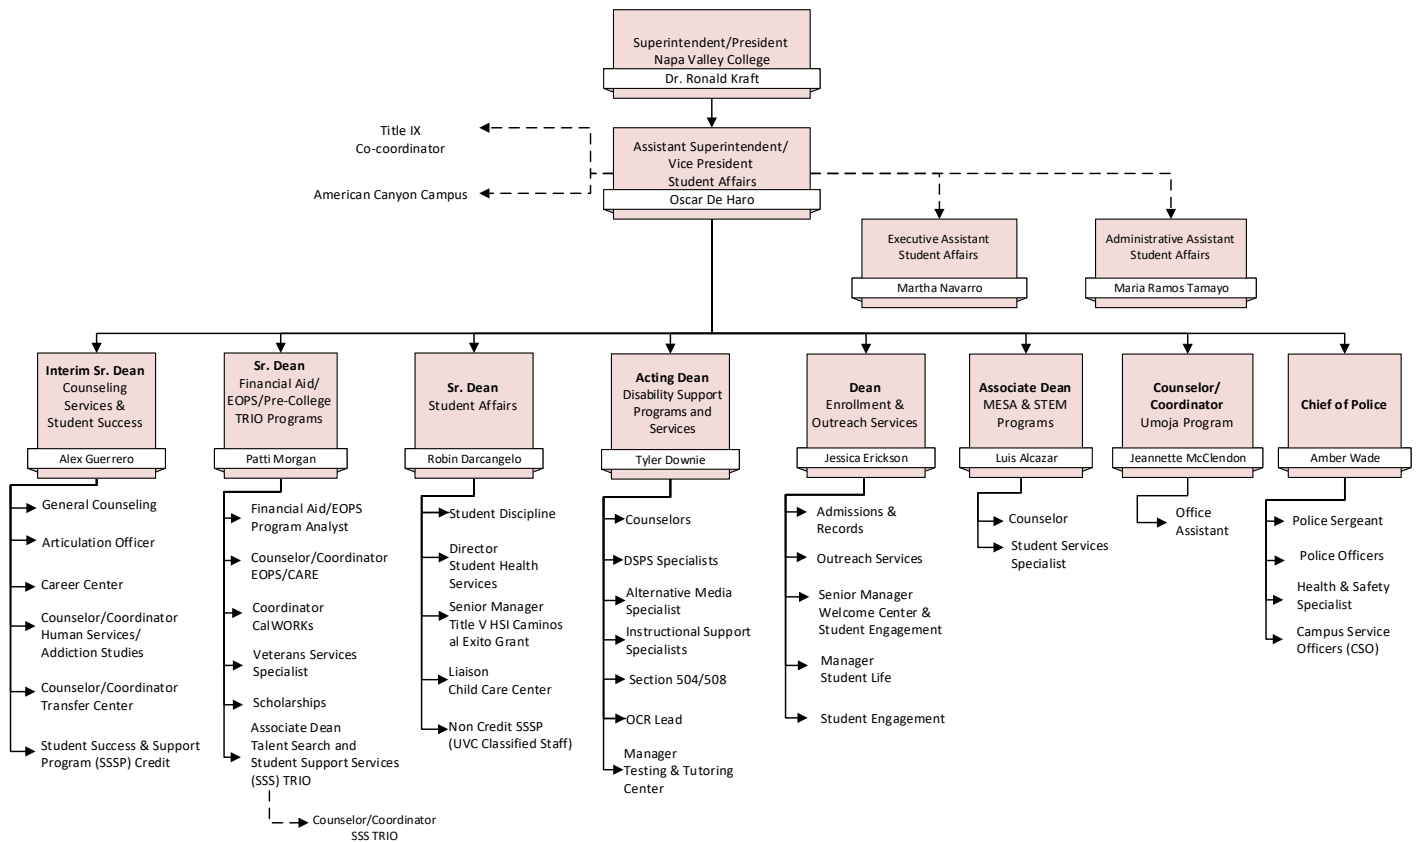 Superintendent/President
Napa Valley College
Dr. Ronald Kraft
Title IX
Co-coordinator
American Canyon Campus
Assistant Superintendent/
Vice President
Student Affairs
Oscar De Haro
Executive Assistant
Student Affairs
Martha Navarro
Administrative Assistant
Student Affairs
Maria Ramos Tamayo
Interim Sr. Dean
Counseling
Services &
Student Success
Alex Guerrero
General Counseling
Articulation Officer
Career Center
Counselor/Coordinator
Human Services/
Addiction Studies
Counselor/Coordinator
Transfer Center
Student Success & Support
Program (SSSP) Credit
Sr. Dean
Financial Aid/
EOPS/Pre-College
TRIO Programs
Patti Morgan
Financial Aid/EOPS
Program Analyst
Counselor/Coordinator
EOPS/CARE
Coordinator
CalWORKs
Veterans Services
Specialist
Scholarships
Associate Dean
Talent Search and
Student Support Services
(SSS) TRIO
Counselor/Coordinator
SSS TRIO
Sr. Dean
Student Affairs
Robin Darcangelo
Student Discipline
Director
Student Health
Services
Senior Manager
Title V HSI Caminos
al Exito Grant
Liaison
Child Care Center
Non Credit SSSP
(UVC Classified Staff)
Acting Dean
Disability Support
Programs and
Services
Tyler Downie
Counselors
DSPS Specialists
Alternative Media
Specialist
Instructional Support
Specialists
Section 504/508
OCR Lead
Manager
Testing & Tutoring
Center
Dean
Enrollment &
Outreach Services
Jessica Erickson
Admissions &
Records
Outreach Services
Senior Manager
Welcome Center &
Student Engagement
Manager
Student Life
Student Engagement
Associate Dean
MESA & STEM
Programs
Luis Alcazar
Counselor
Student Services
Specialist
Counselor/
Coordinator
Umoja Program
Jeannette McClendon
Office
Assistant
Chief of Police
Amber Wade
Police Sergeant
Police Officers
Health & Safety
Specialist
Campus Service
Officers (CSO)